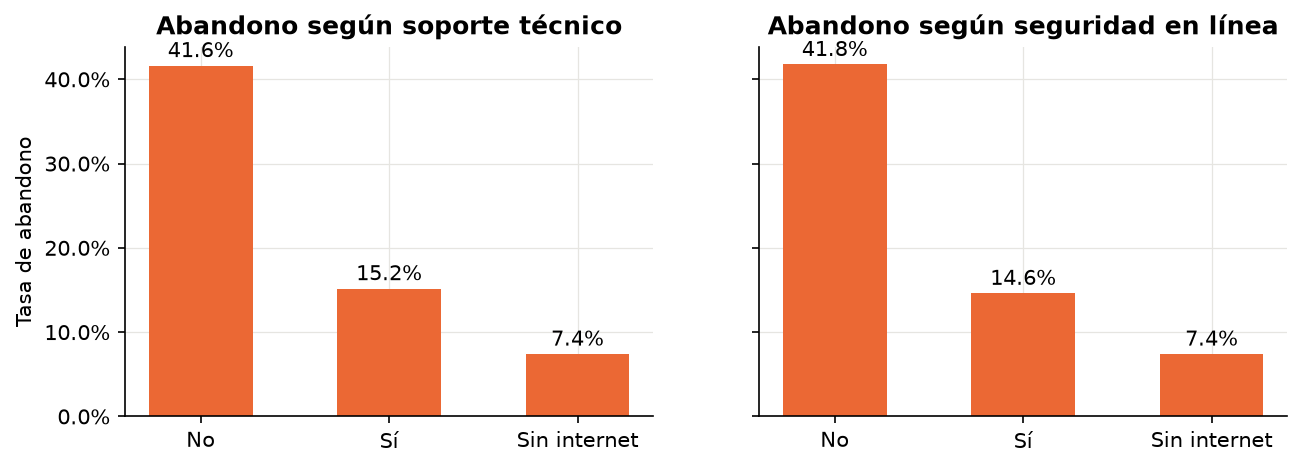 Abandono según soporte técnico
41.6%
40.0%
30.0%
20.0%
10.0%
0.0%
Tasa de abandono
15.2%
7.4%
No
Sí
Sin internet
Abandono según seguridad en línea
41.8%
14.6%
7.4%
No
Sí
Sin internet